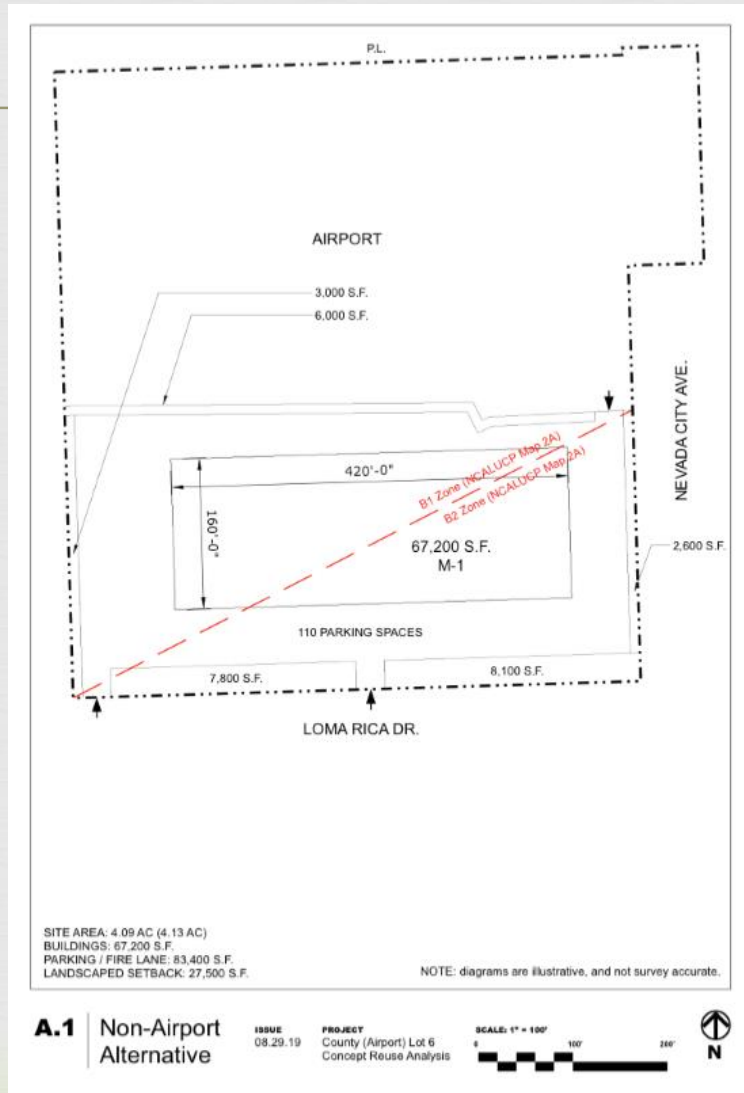 P.L.
AIRPORT
3,000 S.F.
6,000 S.F.
NEVADA CITY AVE.
420'-0"
B1 Zone (NCALUCP Map 2A)
B2 Zone (NCALUCP Map 2A)
160'-0"
67,200 S.F.
M-1
2,600 S.F.
110 PARKING SPACES
7,800 S.F.
8,100 S.F.
LOMA RICA DR.
SITE AREA: 4.09 AC (4.13 AC)
BUILDINGS: 67,200 S.F.
PARKING / FIRE LANE: 83,400 S.F.
LANDSCAPED SETBACK: 27,500 S.F.
NOTE: diagrams are illustrative, and not survey accurate.
A.1
Non-Airport
Alternative
ISSUE
08.29.19
PROJECT
County (Airport) Lot 6
Concept Reuse Analysis
SCALE: 1" = 100'
0 100' 200'
N